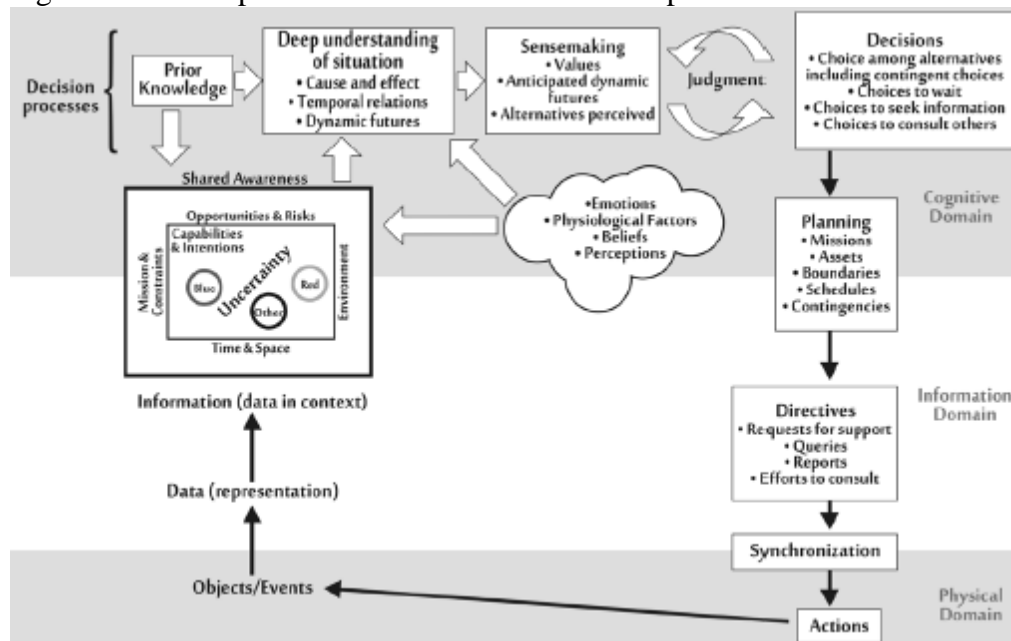 Decision
processes
Prior
Knowledge
Deep understanding
of situation
• Cause and effect
• Temporal relations
• Dynamic futures
Sensemaking
• Values
• Anticipated dynamic
futures
• Alternatives perceived
Judgment
Decisions
• Choice among alternatives
including contingent choices
• Choices to wait
• Choices to seek information
• Choices to consult others
Shared Awareness
Opportunities & Risks
Capabilities
& Intentions
Mission &
Constraints
Blue
Uncertainty
Red
Other
Environment
Time & Space
•Emotions
•Physiological Factors
•Beliefs
•Perceptions
Cognitive
Domain
Planning
• Missions
• Assets
• Boundaries
• Schedules
• Contingencies
Information (data in context)
Information
Domain
Directives
• Requests for support
• Queries
• Reports
• Efforts to consult
Data (representation)
Synchronization
Objects/Events
Physical
Domain
Actions